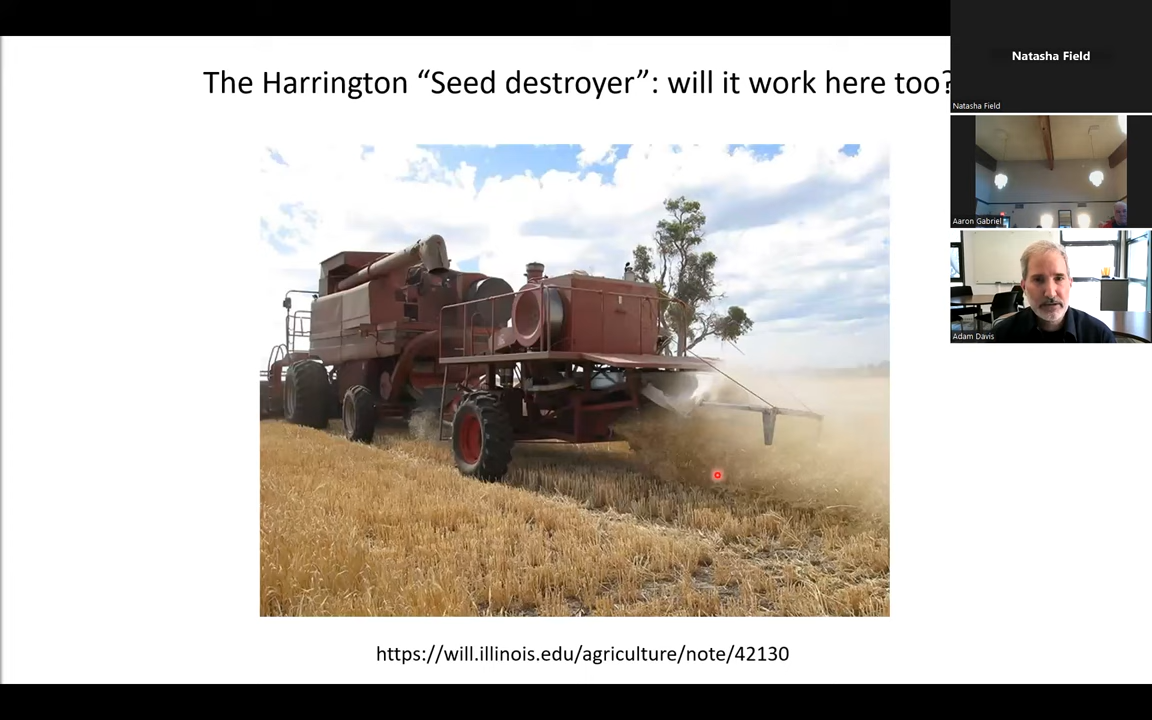 The Harrington “Seed destroyer”: will it work here too?
https://will.illinois.edu/agriculture/note/42130
Natasha Field
Natasha Field
Aaron Gabriel
Adam Davis